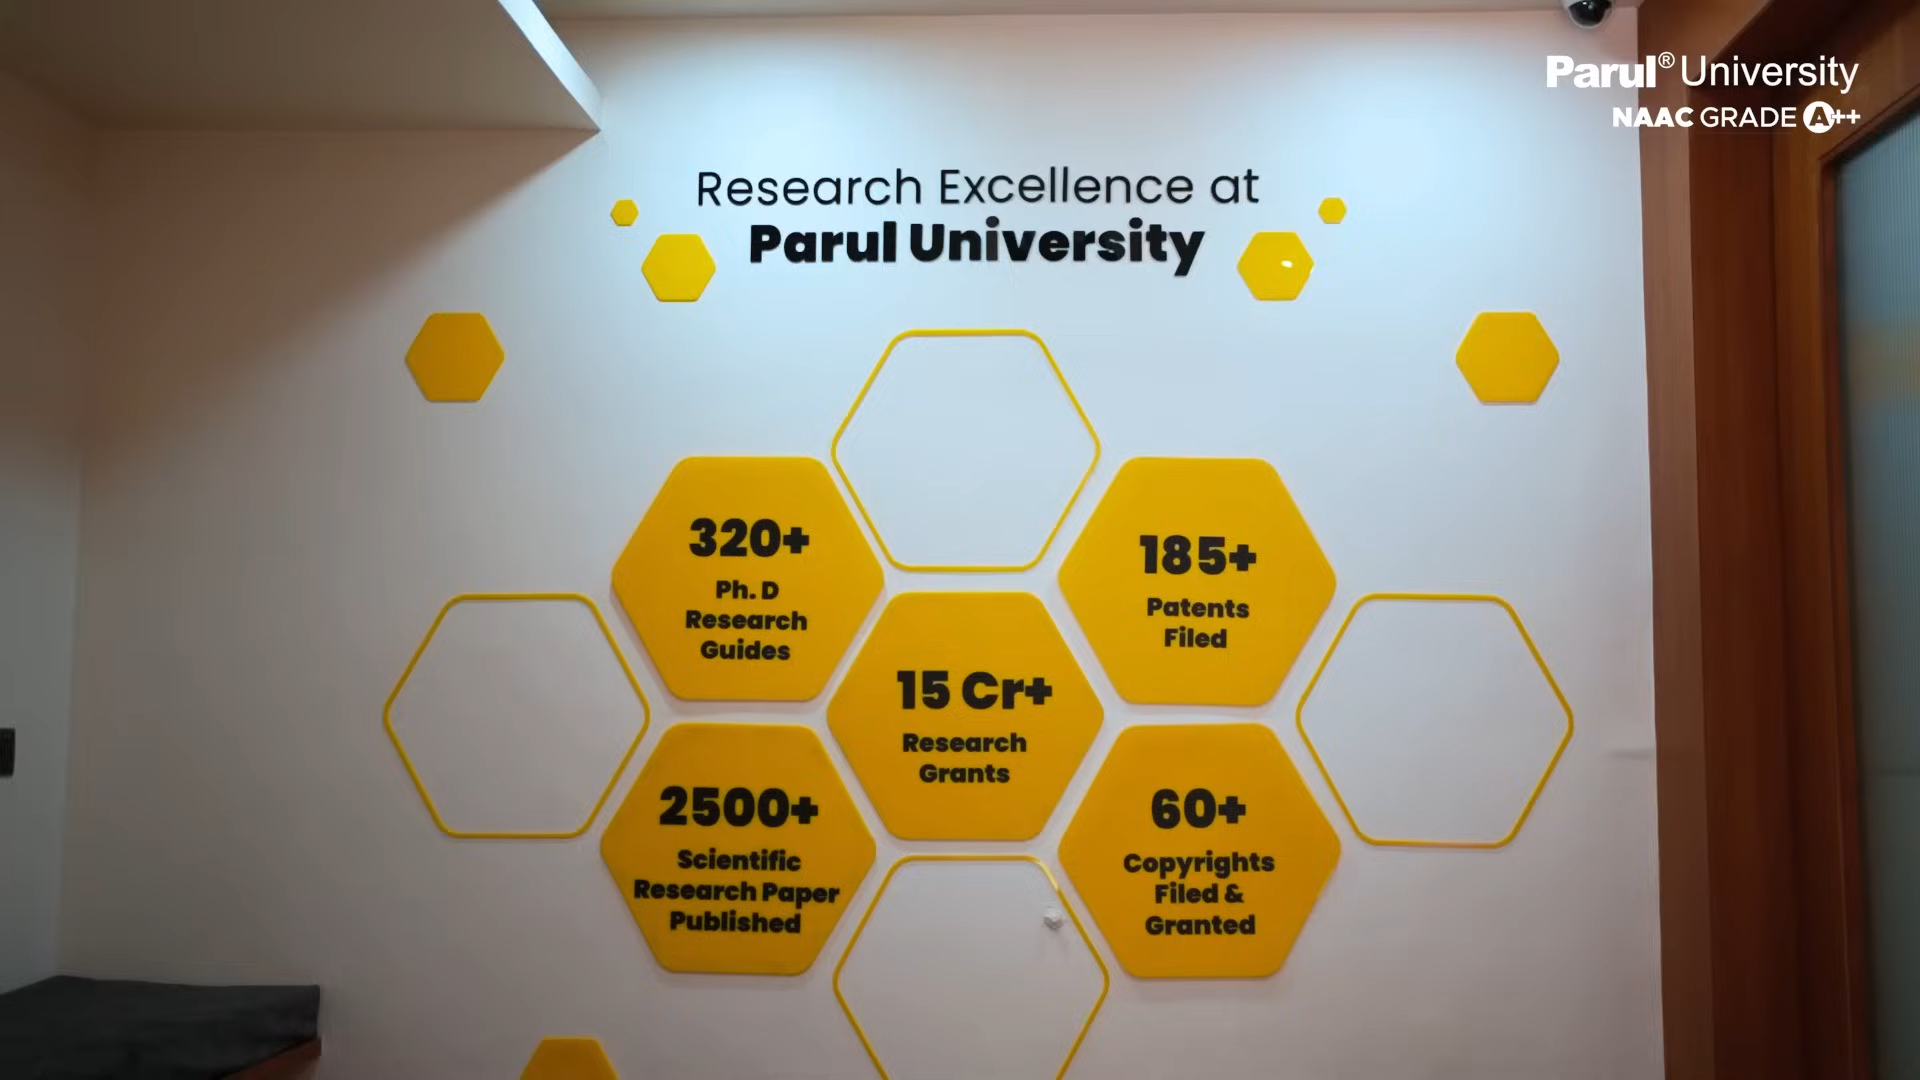 Parul® University
NAAC GRADE A++
Research Excellence at
Parul University
320+
Ph. D
Research
Guides
185+
Patents
Filed
15 Cr+
Research
Grants
2500+
Scientific
Research Paper
Published
60+
Copyrights
Filed &
Granted